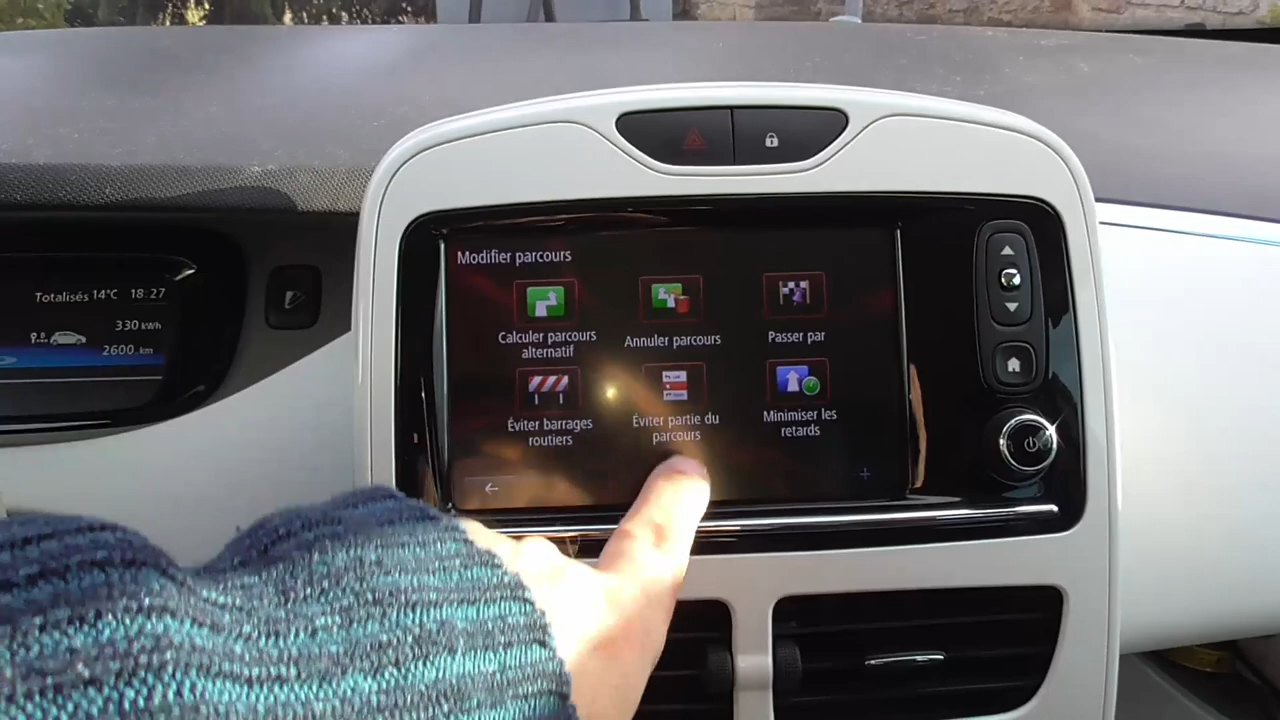 Totalisés 14°C 18:27
330 kWh
2600 km
Modifier parcours
Calculer parcours
alternatif
Annuler parcours
Passer par
Éviter barrages
routiers
Éviter partie du
parcours
Minimiser les
retards